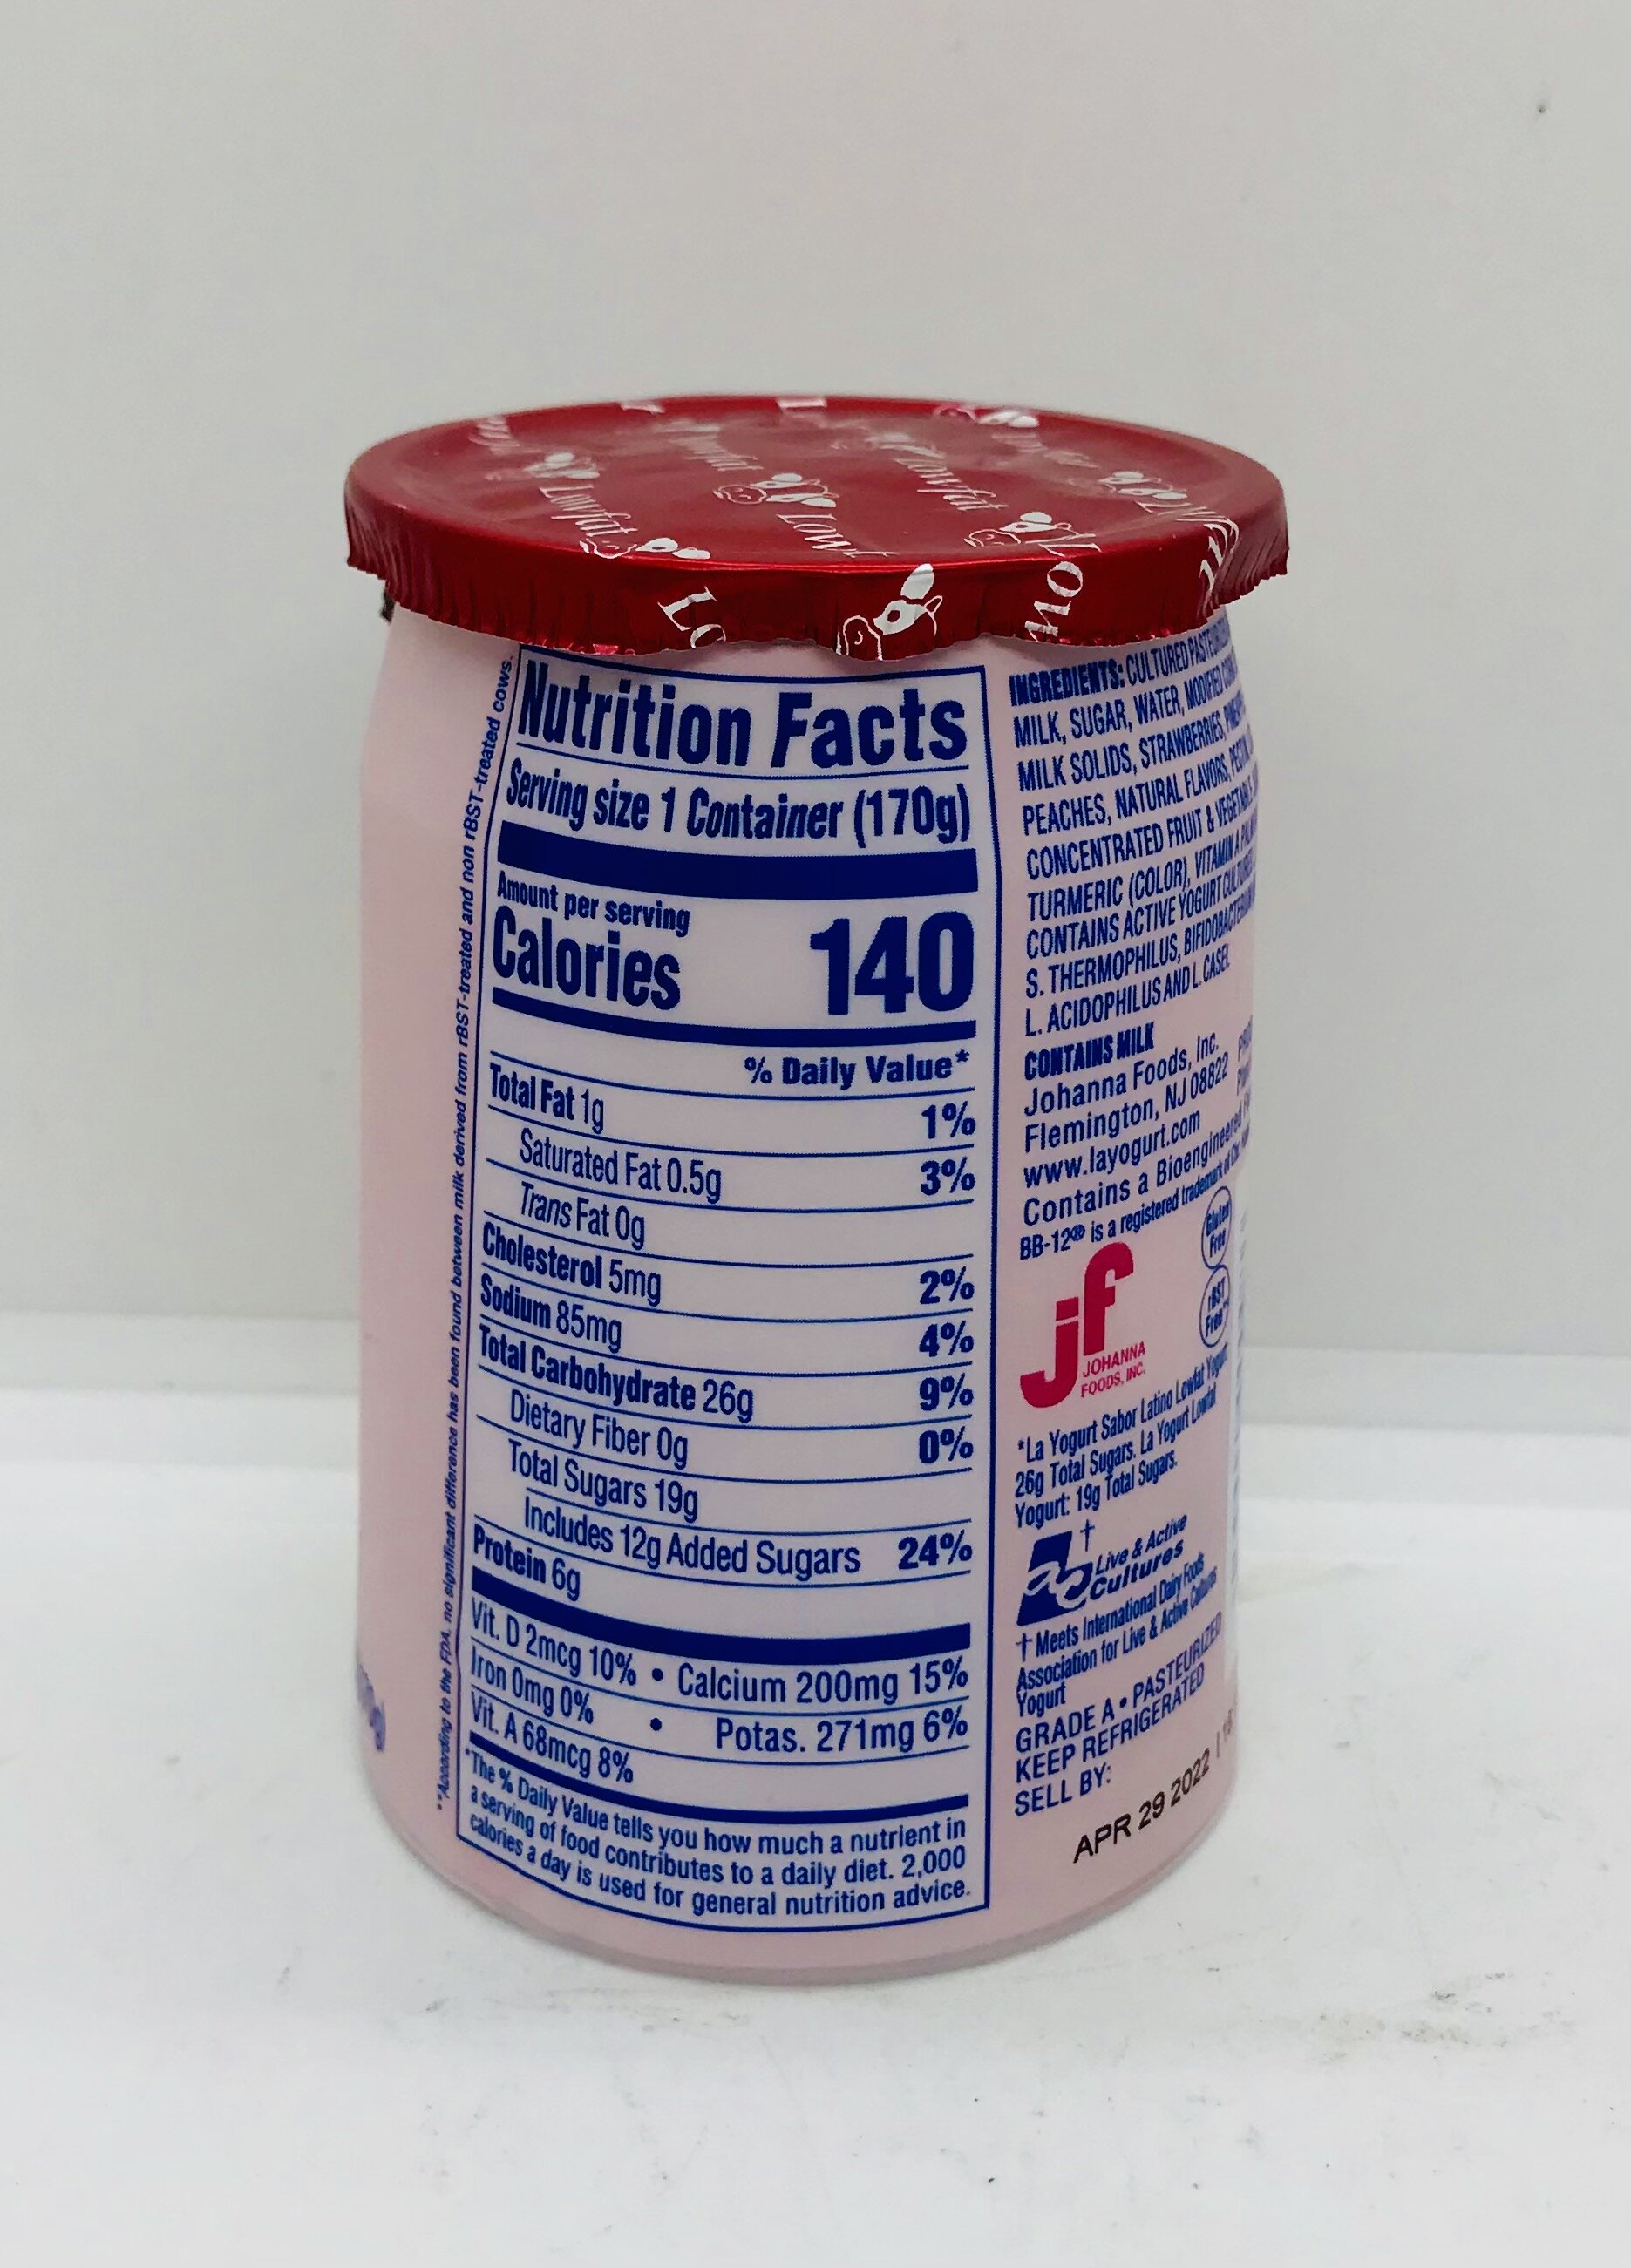 Lowfat
Lowfat
Nutrition Facts
Serving size 1 Container (170g)
Amount per serving
Calories 140
% Daily Value*
Total Fat 1g 1%
Saturated Fat 0.5g 3%
Trans Fat 0g
Cholesterol 5mg 2%
Sodium 85mg 4%
Total Carbohydrate 26g 9%
Dietary Fiber 0g 0%
Total Sugars 19g
Includes 12g Added Sugars 24%
Protein 6g
Vit. D 2mcg 10% • Calcium 200mg 15%
Iron 0mg 0% • Potas. 271mg 6%
Vit. A 68mcg 8%
*The % Daily Value tells you how much a nutrient in
a serving of food contributes to a daily diet. 2,000
calories a day is used for general nutrition advice.
**According to the FDA, no significant difference has been found between milk derived from rBST-treated and non rBST-treated cows.
INGREDIENTS: CULTURED
MILK, SUGAR, WATER, MODIFIED
MILK SOLIDS, STRAWBERRIES,
PEACHES, NATURAL FLAVORS,
CONCENTRATED FRUIT &
TURMERIC (COLOR), VITAMIN A
CONTAINS ACTIVE YOGURT
S. THERMOPHILUS,
L. ACIDOPHILUS AND L. CASEI.
CONTAINS MILK
Johanna Foods, Inc.
Flemington, NJ 08822
www.layogurt.com
Contains a Bioengineered
BB-12® is a registered trademark of
Gluten
Free
rBST
Free**
jf
JOHANNA
FOODS, INC.
*La Yogurt Sabor Latino Lowfat Yogurt:
26g Total Sugars. La Yogurt Lowfat
Yogurt: 19g Total Sugars.
†
Live & Active
Cultures
† Meets International Dairy Foods
Association for Live & Active Cultures
Yogurt
GRADE A • PASTEURIZED
KEEP REFRIGERATED
SELL BY:
APR 29 2022